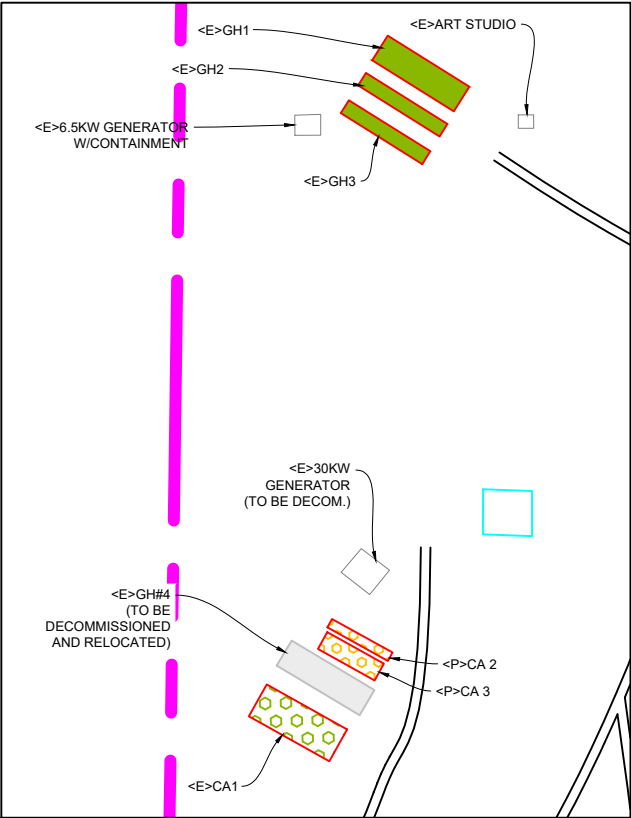 <E>GH1
<E>ART STUDIO
<E>GH2
<E>6.5KW GENERATOR
W/CONTAINMENT
<E>GH3
<E>30KW
GENERATOR
(TO BE DECOM.)
<E>GH#4
(TO BE
DECOMMISSIONED
AND RELOCATED)
<P>CA 2
<P>CA 3
<E>CA1